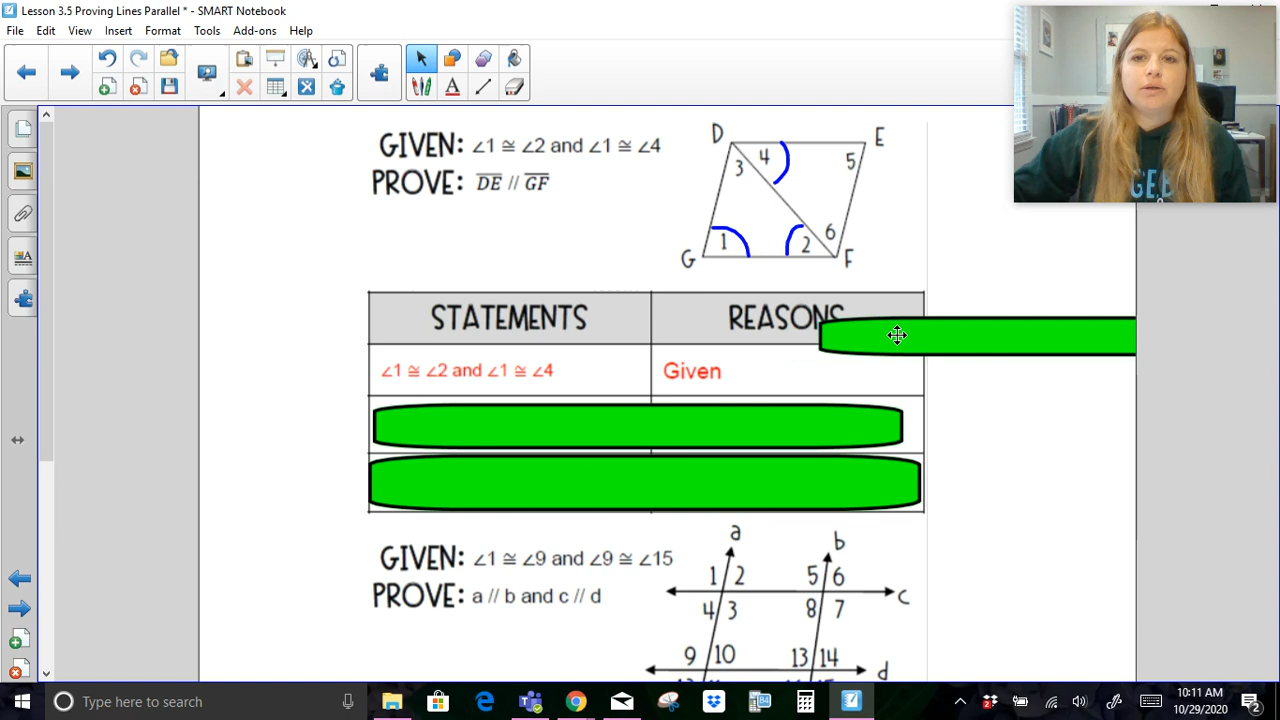 Lesson 3.5 Proving Lines Parallel * - SMART Notebook
File Edit View Insert Format Tools Add-ons Help
GIVEN: ∠1 ≅ ∠2 and ∠1 ≅ ∠4
PROVE: D͞E // G͞F
D E
3 4 5
G 1 2 6 F
STATEMENTS REASONS
∠1 ≅ ∠2 and ∠1 ≅ ∠4 Given
GIVEN: ∠1 ≅ ∠9 and ∠9 ≅ ∠15
PROVE: a // b and c // d
a b
1 2 5 6
c
4 3 8 7
9 10 13 14
d
Type here to search
10:11 AM
10/29/2020
2